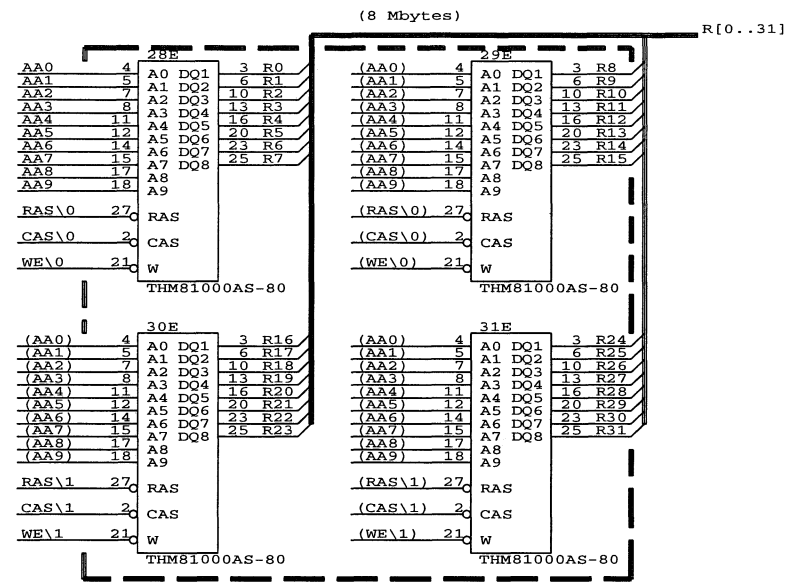 (8 Mbytes)
R[0..31]
28E
AA0 4 A0 DQ1 3 R0
AA1 5 A1 DQ2 6 R1
AA2 7 A2 DQ3 10 R2
AA3 8 A3 DQ4 13 R3
AA4 11 A4 DQ5 16 R4
AA5 12 A5 DQ6 20 R5
AA6 14 A6 DQ7 23 R6
AA7 15 A7 DQ8 25 R7
AA8 17 A8
AA9 18 A9
RAS\0 27 RAS
CAS\0 2 CAS
WE\0 21 W
THM81000AS-80
29E
(AA0) 4 A0 DQ1 3 R8
(AA1) 5 A1 DQ2 6 R9
(AA2) 7 A2 DQ3 10 R10
(AA3) 8 A3 DQ4 13 R11
(AA4) 11 A4 DQ5 16 R12
(AA5) 12 A5 DQ6 20 R13
(AA6) 14 A6 DQ7 23 R14
(AA7) 15 A7 DQ8 25 R15
(AA8) 17 A8
(AA9) 18 A9
(RAS\0) 27 RAS
(CAS\0) 2 CAS
(WE\0) 21 W
THM81000AS-80
30E
(AA0) 4 A0 DQ1 3 R16
(AA1) 5 A1 DQ2 6 R17
(AA2) 7 A2 DQ3 10 R18
(AA3) 8 A3 DQ4 13 R19
(AA4) 11 A4 DQ5 16 R20
(AA5) 12 A5 DQ6 20 R21
(AA6) 14 A6 DQ7 23 R22
(AA7) 15 A7 DQ8 25 R23
(AA8) 17 A8
(AA9) 18 A9
RAS\1 27 RAS
CAS\1 2 CAS
WE\1 21 W
THM81000AS-80
31E
(AA0) 4 A0 DQ1 3 R24
(AA1) 5 A1 DQ2 6 R25
(AA2) 7 A2 DQ3 10 R26
(AA3) 8 A3 DQ4 13 R27
(AA4) 11 A4 DQ5 16 R28
(AA5) 12 A5 DQ6 20 R29
(AA6) 14 A6 DQ7 23 R30
(AA7) 15 A7 DQ8 25 R31
(AA8) 17 A8
(AA9) 18 A9
(RAS\1) 27 RAS
(CAS\1) 2 CAS
(WE\1) 21 W
THM81000AS-80